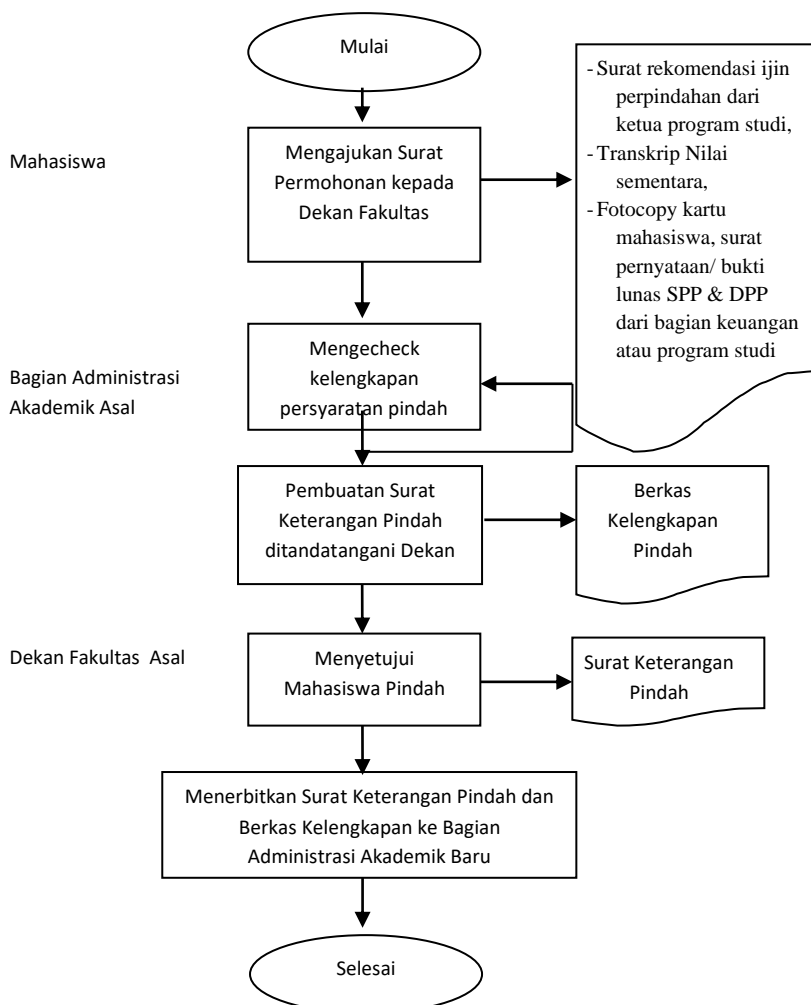 Mulai
Mahasiswa
Mengajukan Surat
Permohonan kepada
Dekan Fakultas
-Surat rekomendasi ijin
perpindahan dari
ketua program studi,
-Transkrip Nilai
sementara,
-Fotocopy kartu
mahasiswa, surat
pernyataan/ bukti
lunas SPP & DPP
dari bagian keuangan
atau program studi
Bagian Administrasi
Akademik Asal
Mengecheck
kelengkapan
persyaratan pindah
Pembuatan Surat
Keterangan Pindah
ditandatangani Dekan
Berkas
Kelengkapan
Pindah
Dekan Fakultas Asal
Menyetujui
Mahasiswa Pindah
Surat Keterangan
Pindah
Menerbitkan Surat Keterangan Pindah dan
Berkas Kelengkapan ke Bagian
Administrasi Akademik Baru
Selesai